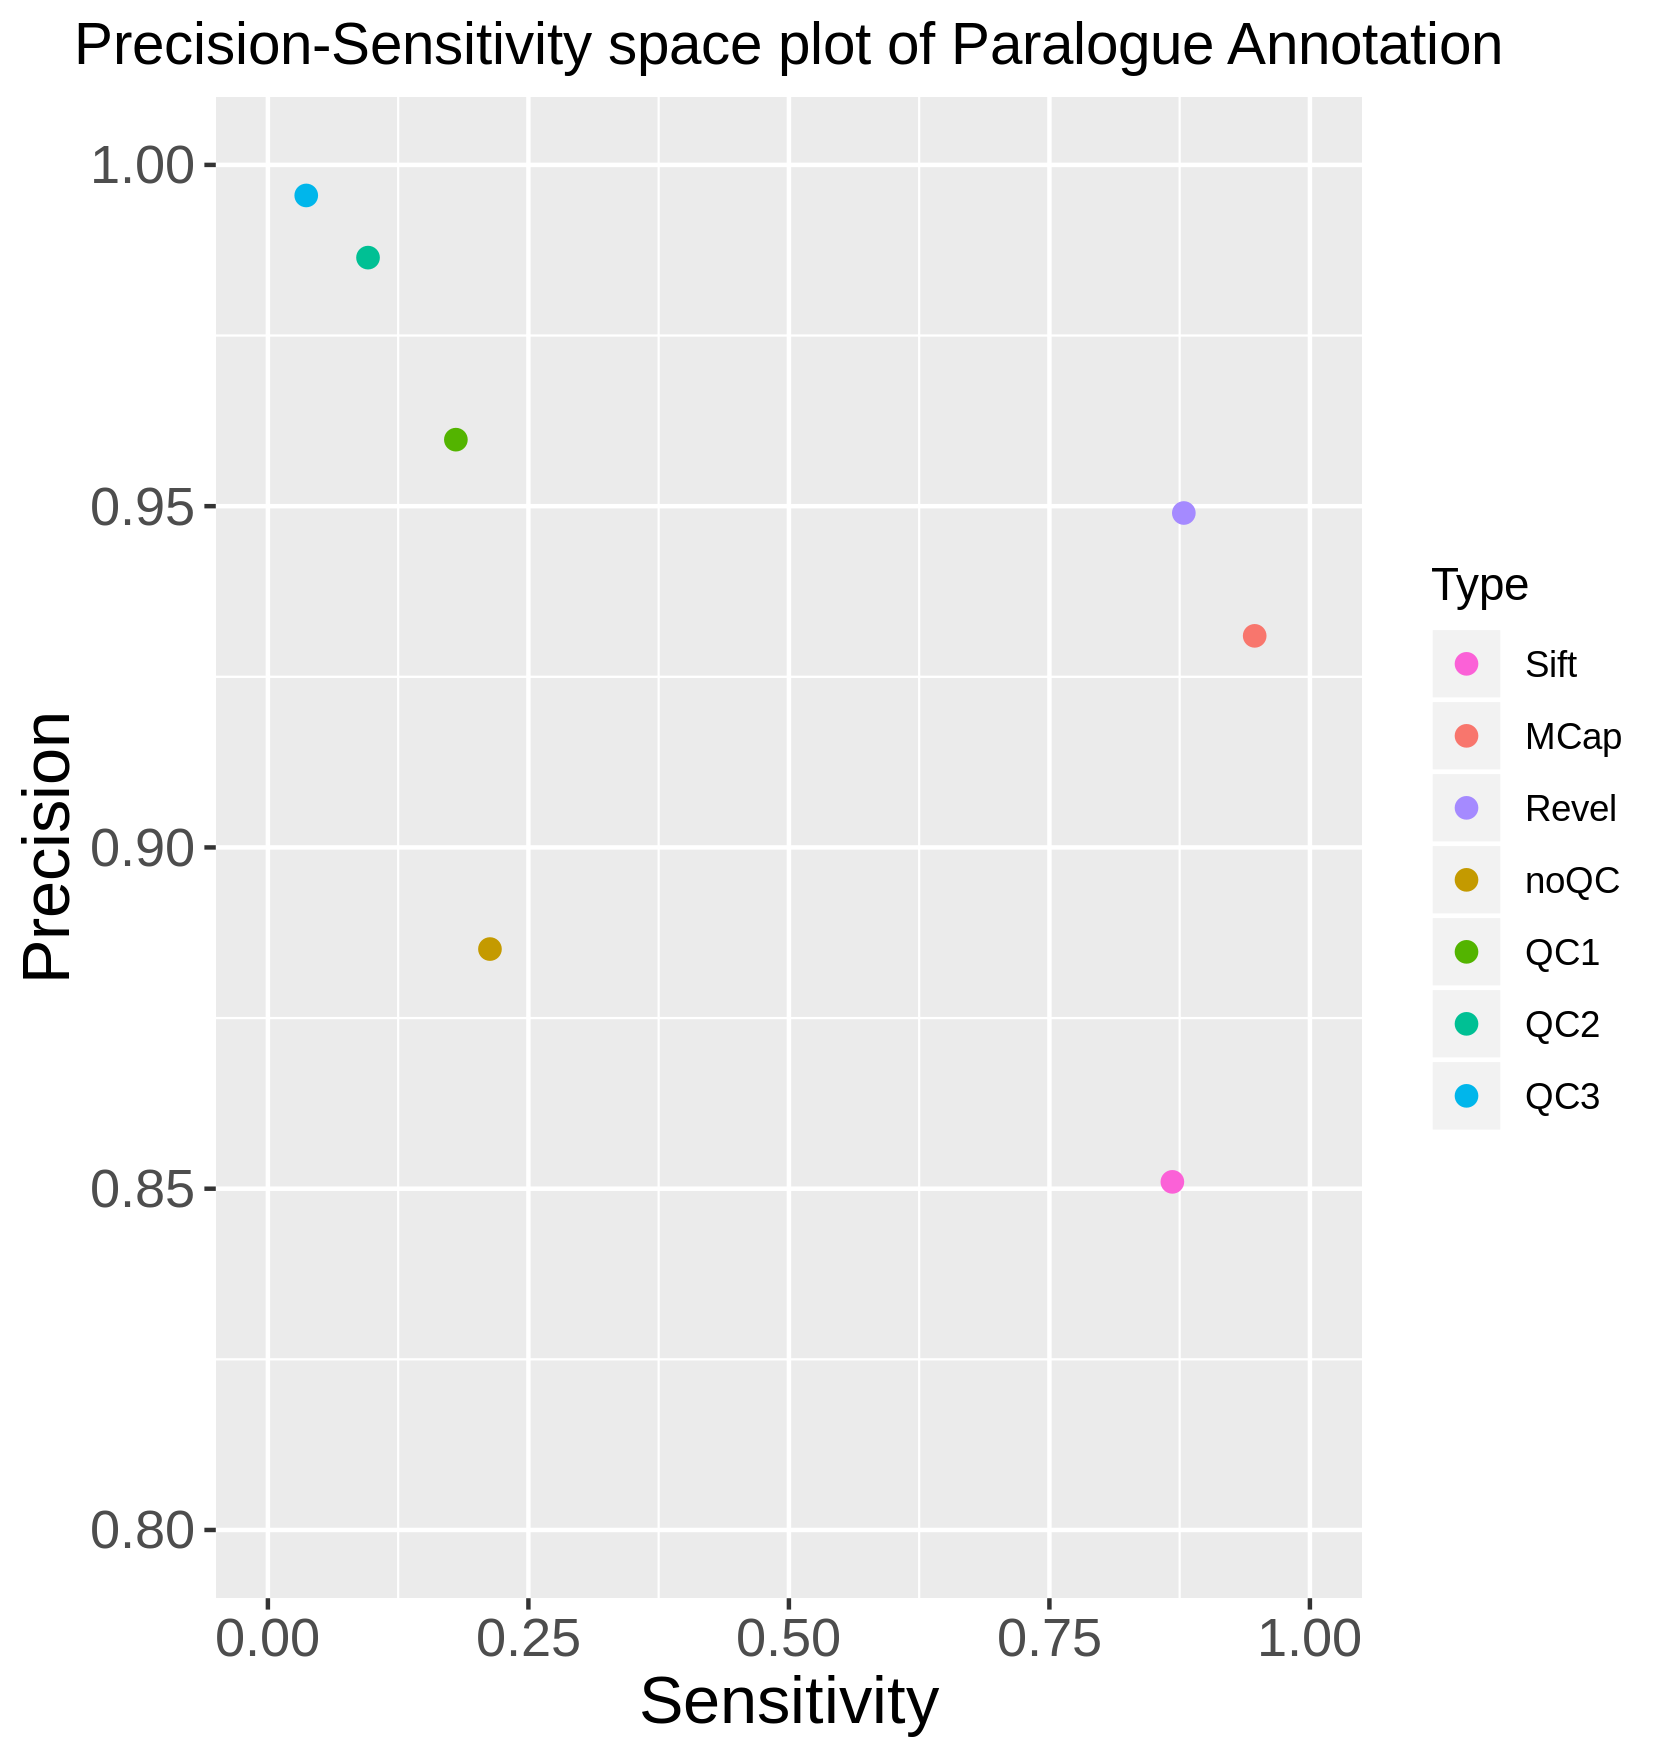 Precision-Sensitivity space plot of Paralogue Annotation
1.00
0.95
0.90
0.85
0.80
Precision
0.00 0.25 0.50 0.75 1.00
Sensitivity
Type
Sift
MCap
Revel
noQC
QC1
QC2
QC3